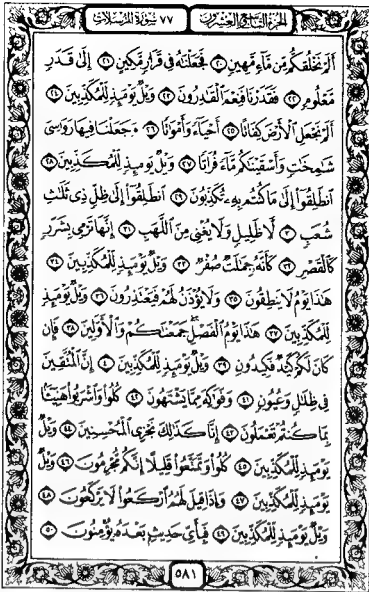 الجزء التاسع والعشرون ٧٧ سورة المرسلات
أَلَمْ نَخْلُقكُّم مِّن مَّآءٍ مَّهِينٍ ٢٠ فَجَعَلْنَٰهُ فِى قَرَارٍ مَّكِينٍ ٢١ إِلَىٰ قَدَرٍ
مَّعْلُومٍ ٢٢ فَقَدَرْنَا فَنِعْمَ ٱلْقَٰدِرُونَ ٢٣ وَيْلٌ يَوْمَئِذٍ لِّلْمُكَذِّبِينَ ٢٤
أَلَمْ نَجْعَلِ ٱلْأَرْضَ كِفَاتًا ٢٥ أَحْيَآءً وَأَمْوَٰتًا ٢٦ وَجَعَلْنَا فِيهَا رَوَٰسِىَ
شَٰمِخَٰتٍ وَأَسْقَيْنَٰكُم مَّآءً فُرَاتًا ٢٧ وَيْلٌ يَوْمَئِذٍ لِّلْمُكَذِّبِينَ ٢٨
ٱنطَلِقُوٓا۟ إِلَىٰ مَا كُنتُم بِهِۦ تُكَذِّبُونَ ٢٩ ٱنطَلِقُوٓا۟ إِلَىٰ ظِلٍّ ذِى ثَلَٰثِ
شُعَبٍ ٣٠ لَّا ظَلِيلٍ وَلَا يُغْنِى مِنَ ٱللَّهَبِ ٣١ إِنَّهَا تَرْمِى بِشَرَرٍ
كَٱلْقَصْرِ ٣٢ كَأَنَّهُۥ جِمَٰلَتٌ صُفْرٌ ٣٣ وَيْلٌ يَوْمَئِذٍ لِّلْمُكَذِّبِينَ ٣٤
هَٰذَا يَوْمُ لَا يَنطِقُونَ ٣٥ وَلَا يُؤْذَنُ لَهُمْ فَيَعْتَذِرُونَ ٣٦ وَيْلٌ يَوْمَئِذٍ
لِّلْمُكَذِّبِينَ ٣٧ هَٰذَا يَوْمُ ٱلْفَصْلِ جَمَعْنَٰكُمْ وَٱلْأَوَّلِينَ ٣٨ فَإِن
كَانَ لَكُمْ كَيْدٌ فَكِيدُونِ ٣٩ وَيْلٌ يَوْمَئِذٍ لِّلْمُكَذِّبِينَ ٤٠ إِنَّ ٱلْمُتَّقِينَ
فِى ظِلَٰلٍ وَعُيُونٍ ٤١ وَفَوَٰكِهَ مِمَّا يَشْتَهُونَ ٤٢ كُلُوا۟ وَٱشْرَبُوا۟ هَنِيٓـًٔۢا
بِمَا كُنتُمْ تَعْمَلُونَ ٤٣ إِنَّا كَذَٰلِكَ نَجْزِى ٱلْمُحْسِنِينَ ٤٤ وَيْلٌ
يَوْمَئِذٍ لِّلْمُكَذِّبِينَ ٤٥ كُلُوا۟ وَتَمَتَّعُوا۟ قَلِيلًا إِنَّكُم مُّجْرِمُونَ ٤٦ وَيْلٌ
يَوْمَئِذٍ لِّلْمُكَذِّبِينَ ٤٧ وَإِذَا قِيلَ لَهُمُ ٱرْكَعُوا۟ لَا يَرْكَعُونَ ٤٨
وَيْلٌ يَوْمَئِذٍ لِّلْمُكَذِّبِينَ ٤٩ فَبِأَىِّ حَدِيثٍۭ بَعْدَهُۥ يُؤْمِنُونَ ٥٠
٥٨١